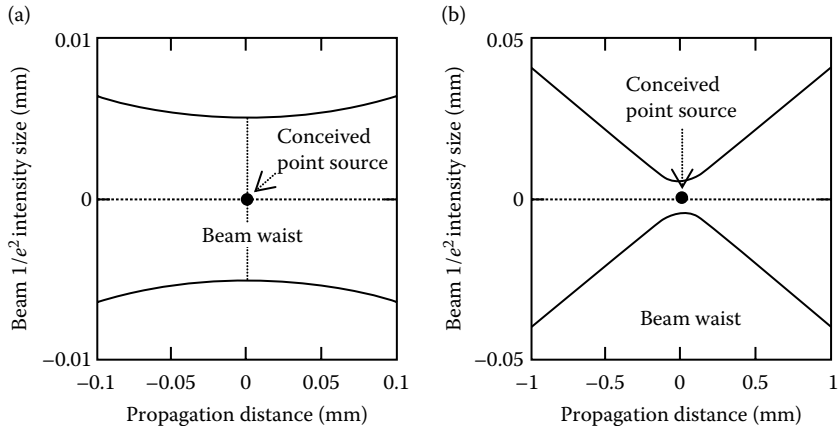 (a)
0.01
0
−0.01
Beam 1/e² intensity size (mm)
Conceived
point source
Beam waist
−0.1
−0.05
0
0.05
0.1
Propagation distance (mm)
(b)
0.05
0
−0.05
Beam 1/e² intensity size (mm)
Conceived
point source
Beam waist
−1
−0.5
0
0.5
1
Propagation distance (mm)